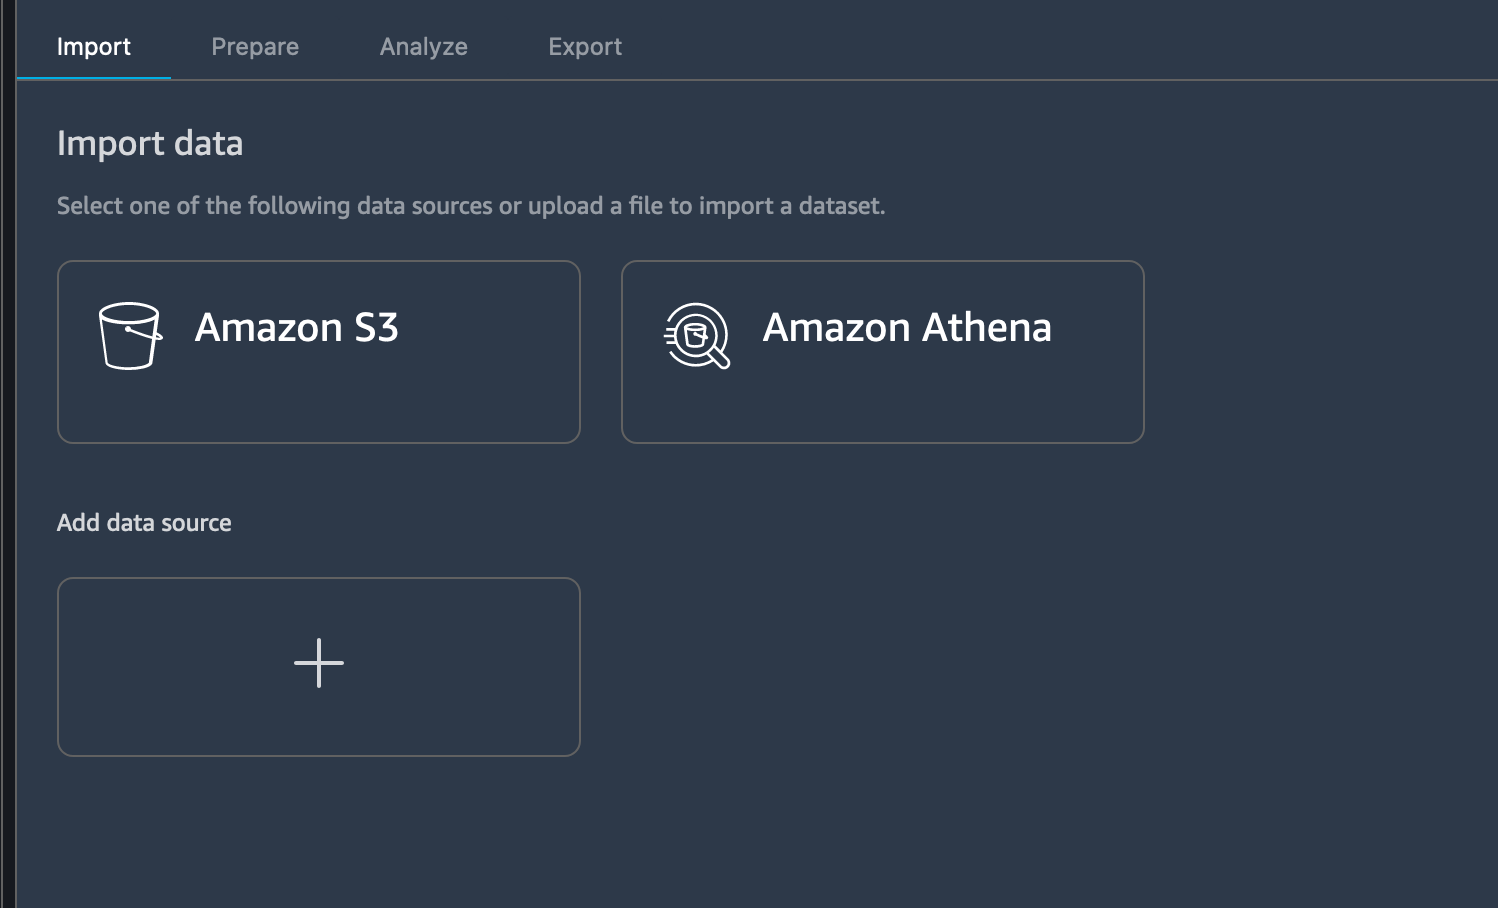 Import Prepare Analyze Export
Import data
Select one of the following data sources or upload a file to import a dataset.
Amazon S3 Amazon Athena
Add data source